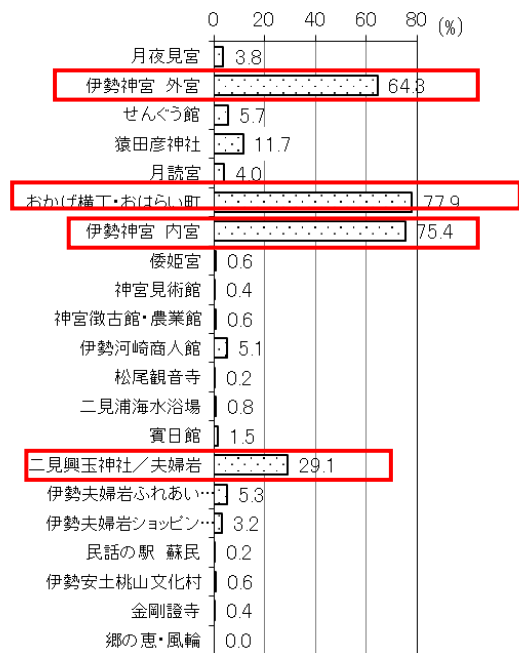 0 20 40 60 80 (%)
月夜見宮 3.8
伊勢神宮 外宮 64.3
せんぐう館 5.7
猿田彦神社 11.7
月読宮 4.0
おかげ横丁・おはらい町 77.9
伊勢神宮 内宮 75.4
倭姫宮 0.6
神宮美術館 0.4
神宮徴古館・農業館 0.6
伊勢河崎商人館 5.1
松尾観音寺 0.2
二見浦海水浴場 0.8
賓日館 1.5
二見興玉神社／夫婦岩 29.1
伊勢夫婦岩ふれあい… 5.3
伊勢夫婦岩ショッピン… 3.2
民話の駅 蘇民 0.2
伊勢安土桃山文化村 0.6
金剛證寺 0.4
郷の恵・風輪 0.0